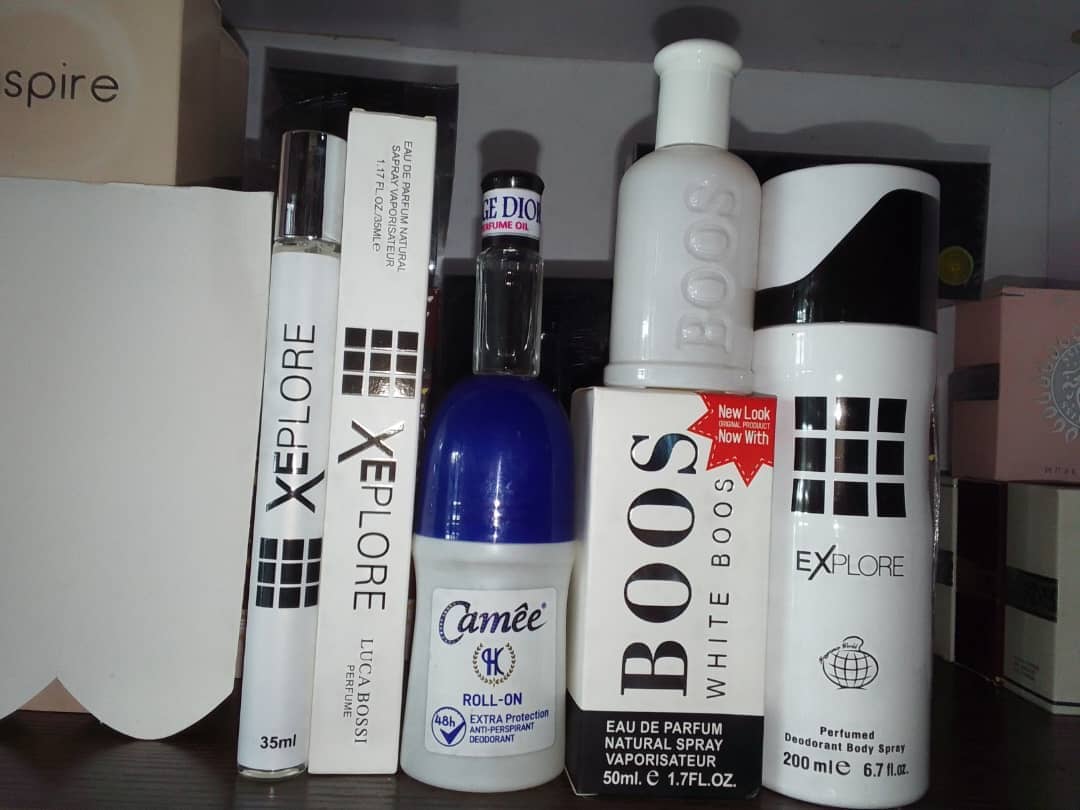 spire
XEPLORE
35ml
EAU DE PARFUM NATURAL
SAPRAY VAPORISATEUR
1.17 FL.OZ./35ML e
XEPLORE
LUCA BOSSI
PERFUME
GE DIOR
RFUME OIL
Camêe
H
ROLL-ON
48h
EXTRA Protection
ANTI-PERSPIRANT
DEODORANT
BOOS
New Look
ORIGINAL PRODUUCT
Now With
BOOS
WHITE BOOS
EAU DE PARFUM
NATURAL SPRAY
VAPORISATEUR
50ml. e 1.7FL.OZ.
EXPLORE
Perfumed
Deodorant Body Spray
200 ml e 6.7 fl.oz.